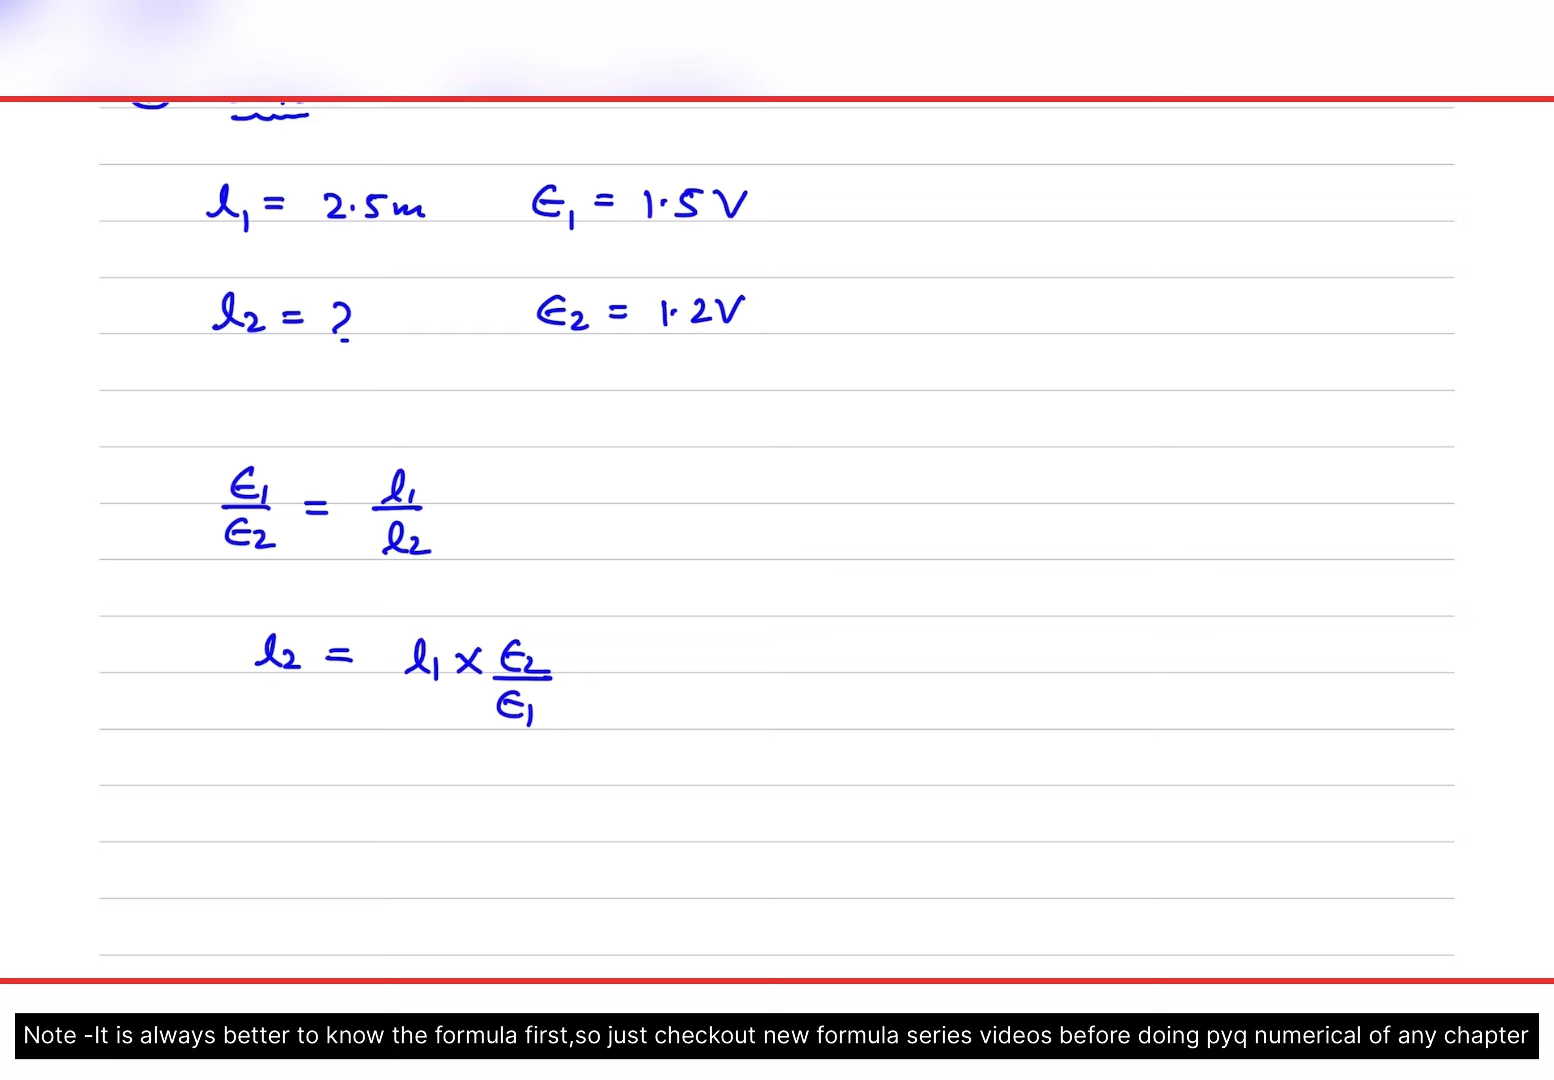 l₁ = 2.5m  ϵ₁ = 1.5 V
l₂ = ?  ϵ₂ = 1.2V
ϵ₁/ϵ₂ = l₁/l₂
l₂ = l₁ × ϵ₂/ϵ₁
Note -It is always better to know the formula first,so just checkout new formula series videos before doing pyq numerical of any chapter